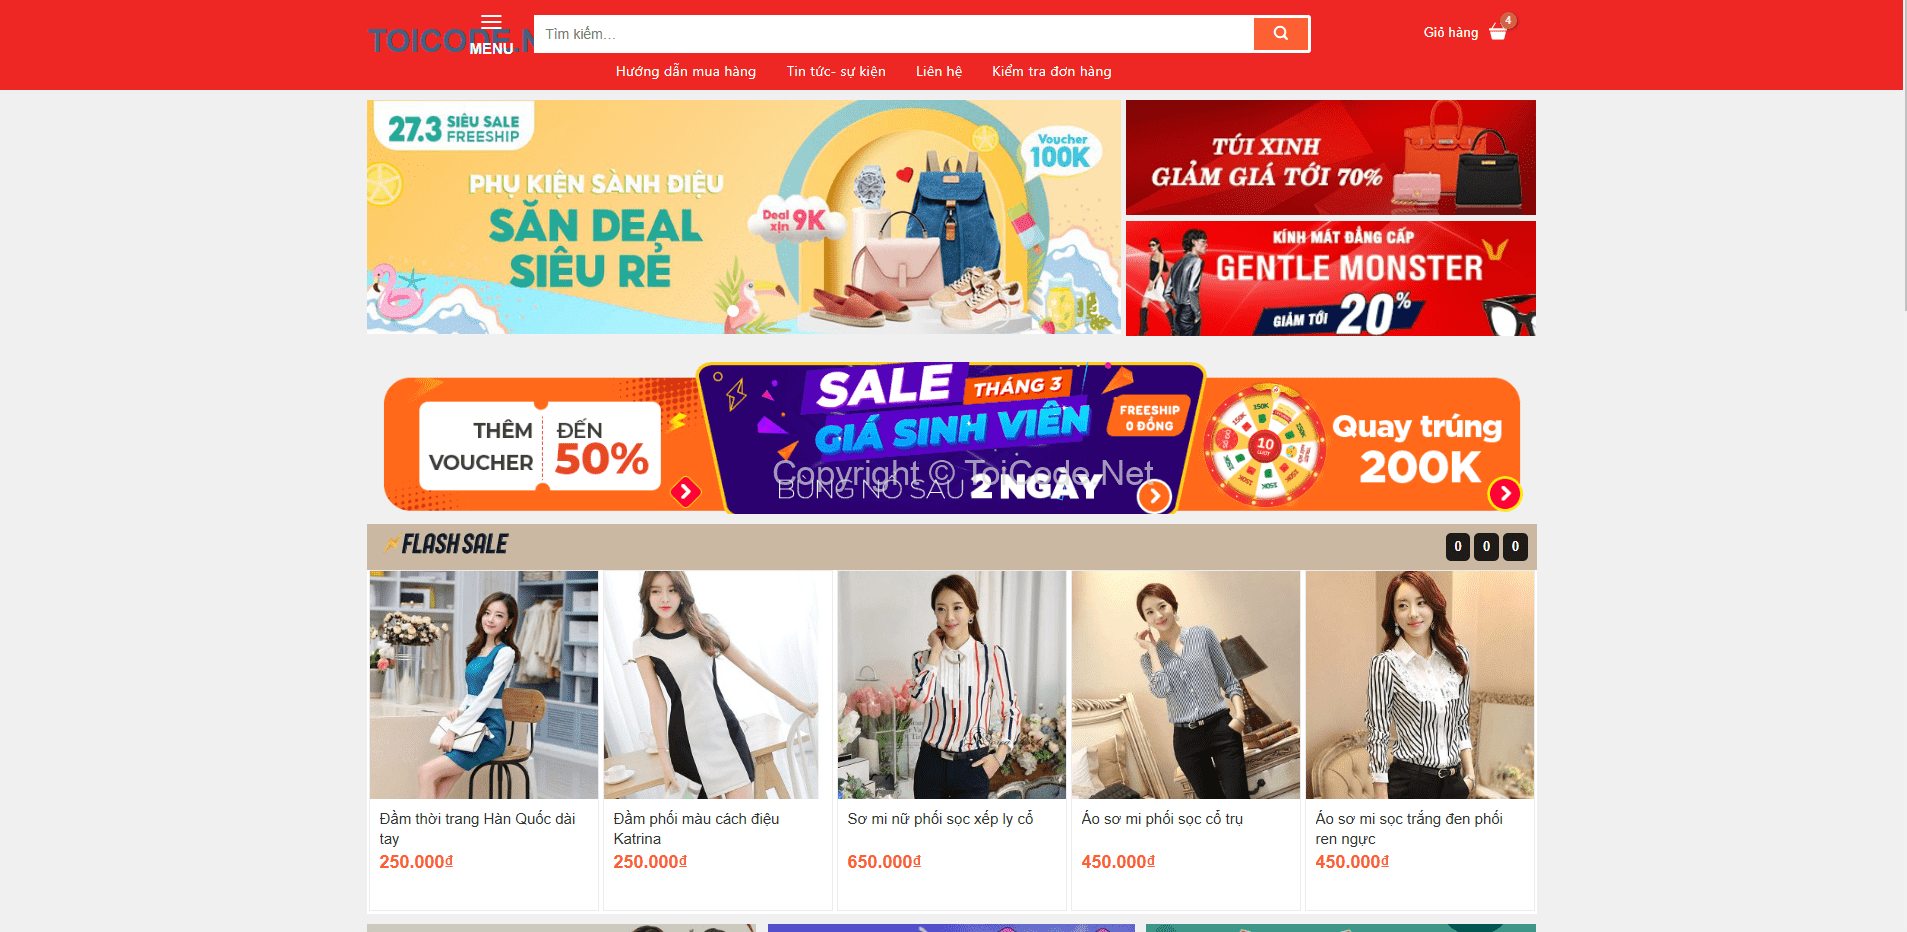 TOICODE.N
MENU
Tìm kiếm...
Giỏ hàng
4
Hướng dẫn mua hàng
Tin tức- sự kiện
Liên hệ
Kiểm tra đơn hàng
27.3 SIÊU SALE
FREESHIP
PHỤ KIỆN SÀNH ĐIỆU
SĂN DEAL
SIÊU RẺ
Deal
xịn 9K
Voucher
100K
TÚI XINH
GIẢM GIÁ TỚI 70%
KÍNH MÁT ĐẲNG CẤP
GENTLE MONSTER
GIẢM TỚI 20%
THÊM
VOUCHER
ĐẾN
50%
SALE THÁNG 3
GIÁ SINH VIÊN
FREESHIP
0 ĐỒNG
BÙNG NỔ SAU 2 NGÀY
Copyright © ToiCode.Net
10
LƯỢT
Quay trúng
200K
FLASH SALE
0 0 0
Đầm thời trang Hàn Quốc dài
tay
250.000₫
Đầm phối màu cách điệu
Katrina
250.000₫
Sơ mi nữ phối sọc xếp ly cổ
650.000₫
Áo sơ mi phối sọc cổ trụ
450.000₫
Áo sơ mi sọc trắng đen phối
ren ngực
450.000₫